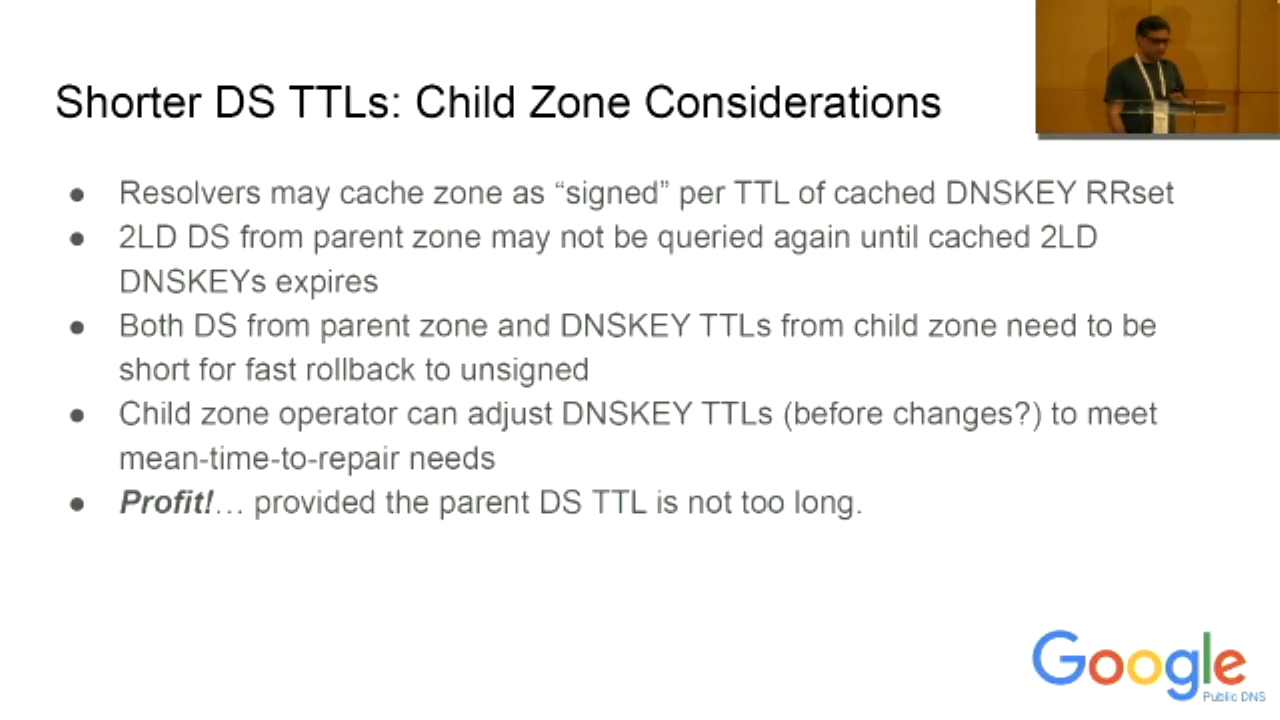 Shorter DS TTLs: Child Zone Considerations
● Resolvers may cache zone as “signed” per TTL of cached DNSKEY RRset
● 2LD DS from parent zone may not be queried again until cached 2LD
DNSKEYs expires
● Both DS from parent zone and DNSKEY TTLs from child zone need to be
short for fast rollback to unsigned
● Child zone operator can adjust DNSKEY TTLs (before changes?) to meet
mean-time-to-repair needs
● Profit!… provided the parent DS TTL is not too long.
Google
Public DNS